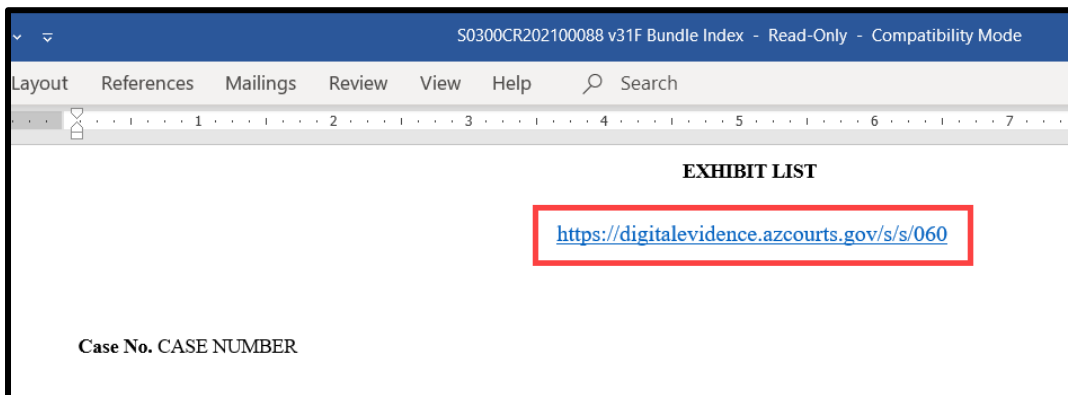 S0300CR202100088 v31F Bundle Index - Read-Only - Compatibility Mode
Layout References Mailings Review View Help Search
1 2 3 4 5 6 7
EXHIBIT LIST
https://digitalevidence.azcourts.gov/s/s/060
Case No. CASE NUMBER